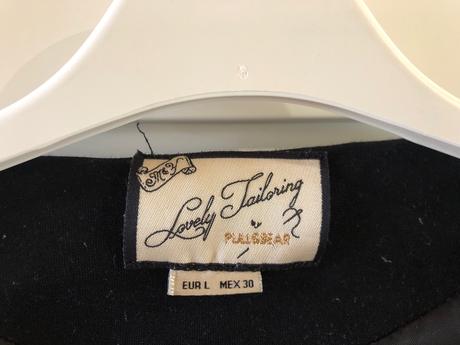 Lovely Tailoring
PULL&BEAR
EUR L MEX 30